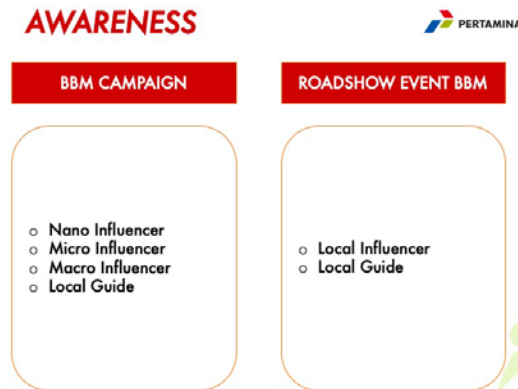 AWARENESS
PERTAMINA
BBM CAMPAIGN
○ Nano Influencer
○ Micro Influencer
○ Macro Influencer
○ Local Guide
ROADSHOW EVENT BBM
○ Local Influencer
○ Local Guide